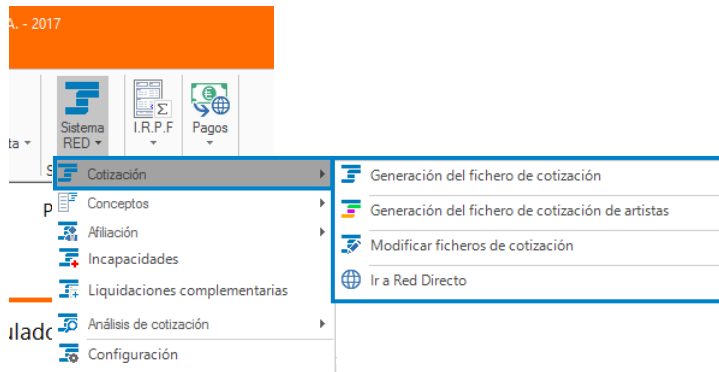 A. - 2017
Sistema
RED
I.R.P.F
Pagos
ta
S
Cotización
Generación del fichero de cotización
Conceptos
Generación del fichero de cotización de artistas
P
Afiliación
Modificar ficheros de cotización
Incapacidades
Ir a Red Directo
Liquidaciones complementarias
ulado
Análisis de cotización
Configuración